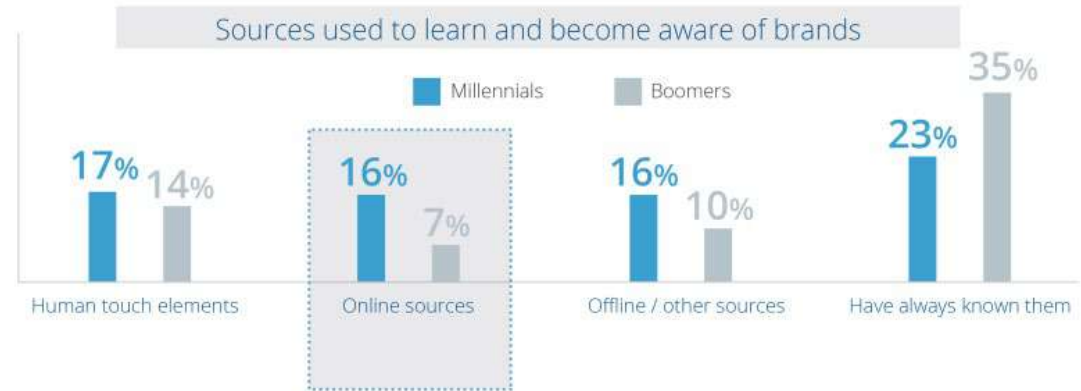 Sources used to learn and become aware of brands
Millennials
Boomers
17%
14%
16%
7%
16%
10%
23%
35%
Human touch elements
Online sources
Offline / other sources
Have always known them